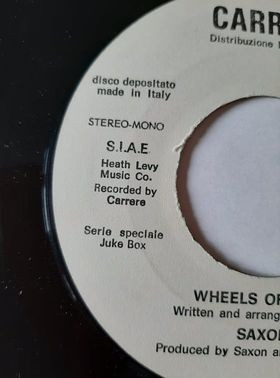 CARR
Distribuzione
disco depositato
made in Italy
STEREO-MONO
S.I.A.E.
Heath Levy
Music Co.
Recorded by
Carrere
Serie speciale
Juke Box
WHEELS OF
Written and arrang
SAXO
Produced by Saxon a